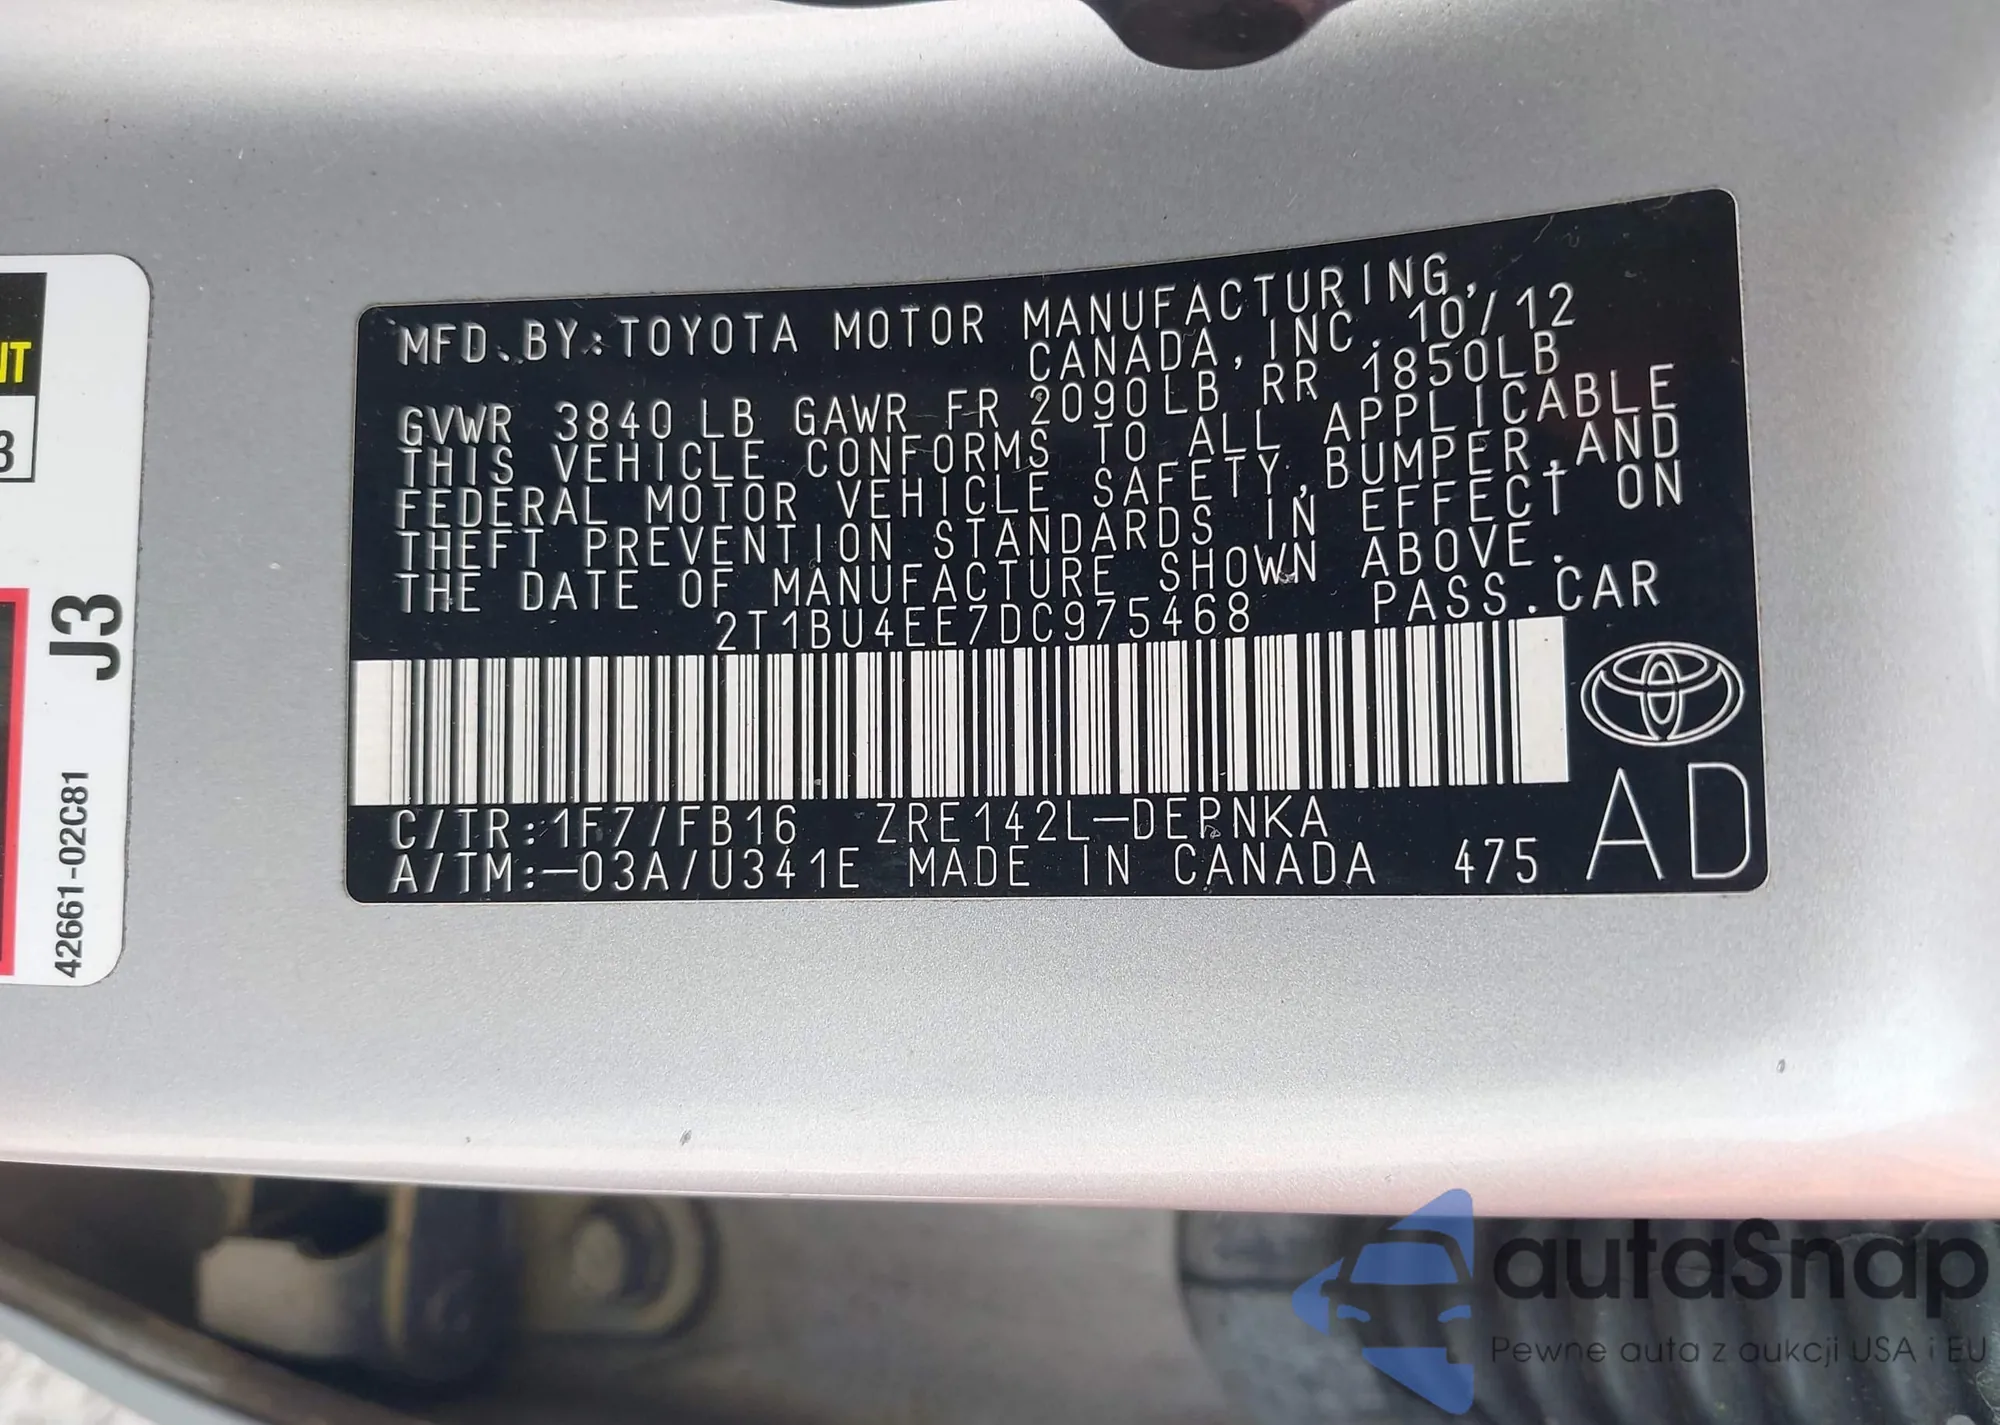 NT
3
J3
42661-02C81
MFD. BY: TOYOTA MOTOR MANUFACTURING,
CANADA, INC. 10/12
GVWR 3840LB GAWR FR 2090LB RR 1850LB
THIS VEHICLE CONFORMS TO ALL APPLICABLE
FEDERAL MOTOR VEHICLE SAFETY, BUMPER, AND
THEFT PREVENTION STANDARDS IN EFFECT ON
THE DATE OF MANUFACTURE SHOWN ABOVE.
2T1BU4EE7DC975468 PASS. CAR
C/TR: 1F7/FB16 ZRE142L-DEPNKA
A/TM: -03A/U341E MADE IN CANADA 475
AD
autaSnap
Pewne auta z aukcji USA i EU